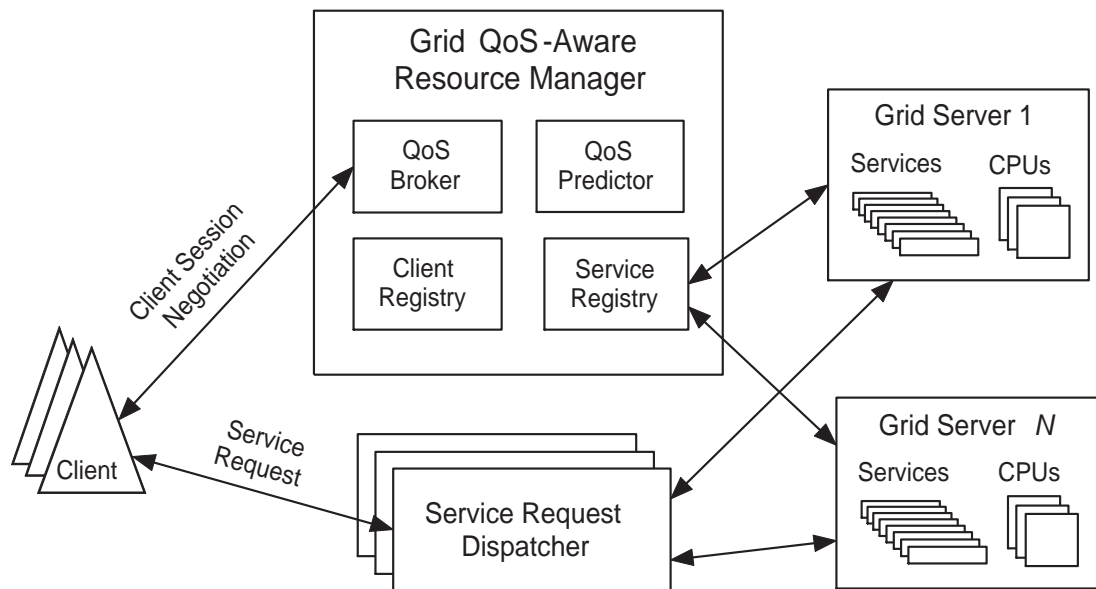 Grid QoS-Aware
Resource Manager
QoS
Broker
QoS
Predictor
Client
Registry
Service
Registry
Grid Server 1
Services
CPUs
Client Session
Negotiation
Client
Service
Request
Service Request
Dispatcher
Grid Server N
Services
CPUs